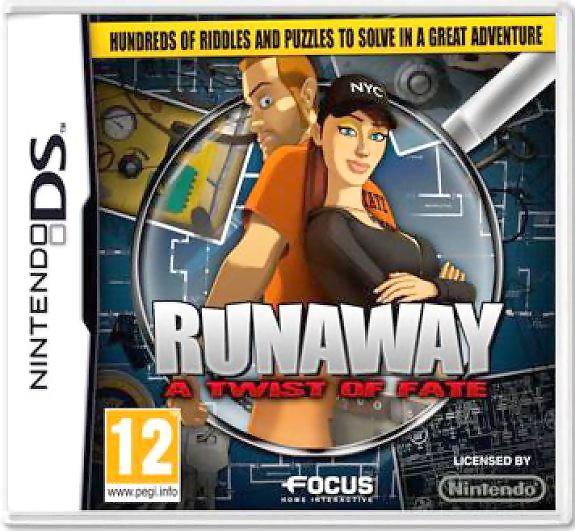 HUNDREDS OF RIDDLES AND PUZZLES TO SOLVE IN A GREAT ADVENTURE
NINTENDO DS™
NYC
RUNAWAY
A TWIST OF FATE
12
www.pegi.info
FOCUS
HOME INTERACTIVE
LICENSED BY
Nintendo